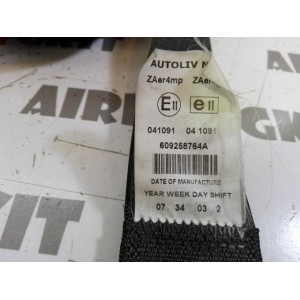 AUTOLIV N
ZAer4mp ZAer
E11 e11
041091 04 1091
609258764A
DATE OF MANUFACTURE
YEAR WEEK DAY SHIFT
07 34 03 2
AIR
GKIT
KIT